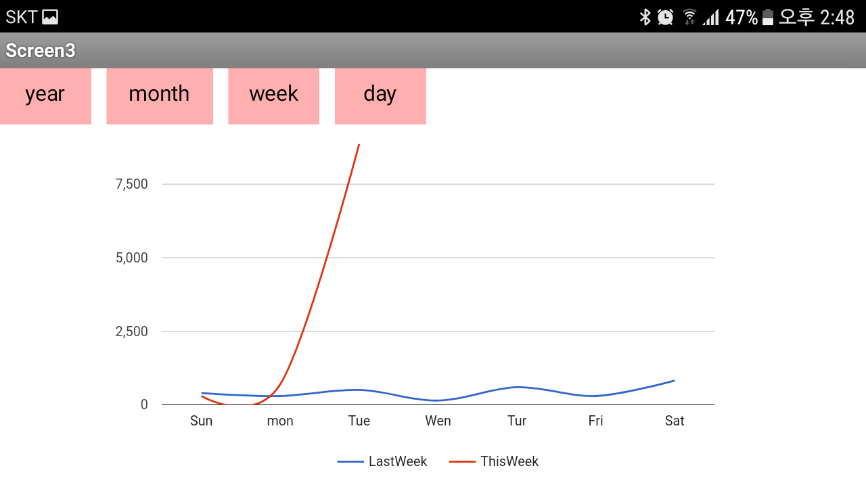 SKT 47% 오후 2:48
Screen3
year month week day
7,500
5,000
2,500
0
Sun mon Tue Wen Tur Fri Sat
LastWeek ThisWeek